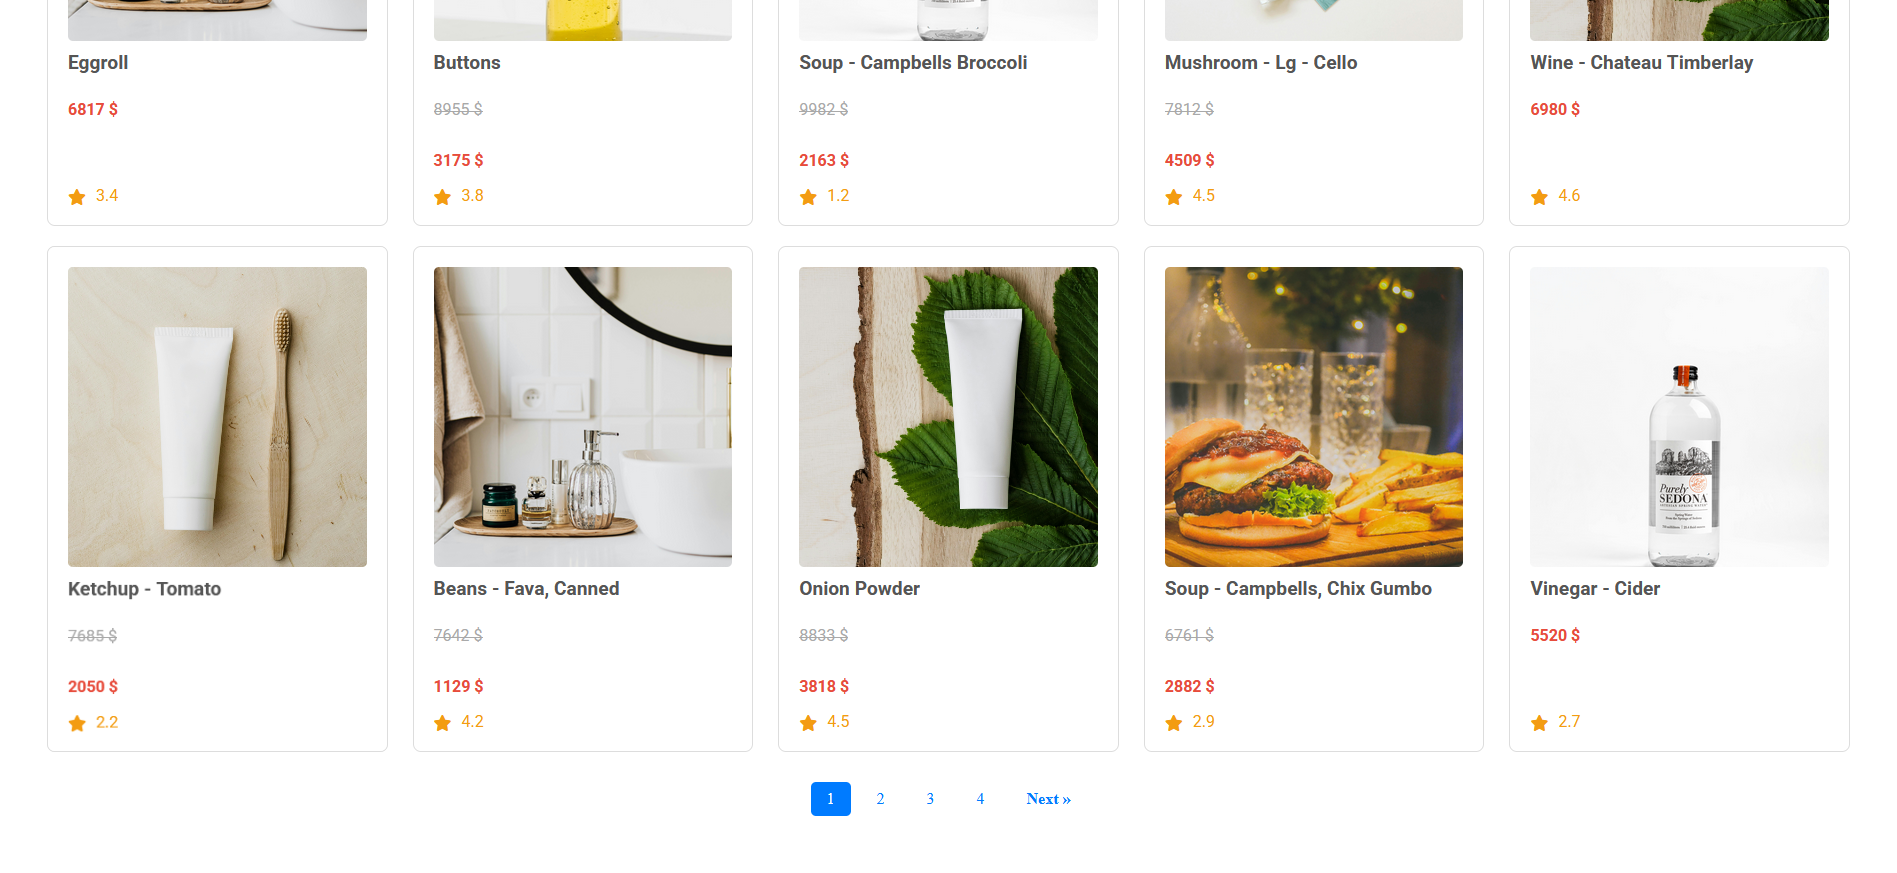 Eggroll
6817 $
3.4
Buttons
8955 $
3175 $
3.8
Soup - Campbells Broccoli
9982 $
2163 $
1.2
Mushroom - Lg - Cello
7812 $
4509 $
4.5
Wine - Chateau Timberlay
6980 $
4.6
Ketchup - Tomato
7685 $
2050 $
2.2
Beans - Fava, Canned
7642 $
1129 $
4.2
Onion Powder
8833 $
3818 $
4.5
Soup - Campbells, Chix Gumbo
6761 $
2882 $
2.9
Purely
SEDONA
Vinegar - Cider
5520 $
2.7
1 2 3 4 Next »